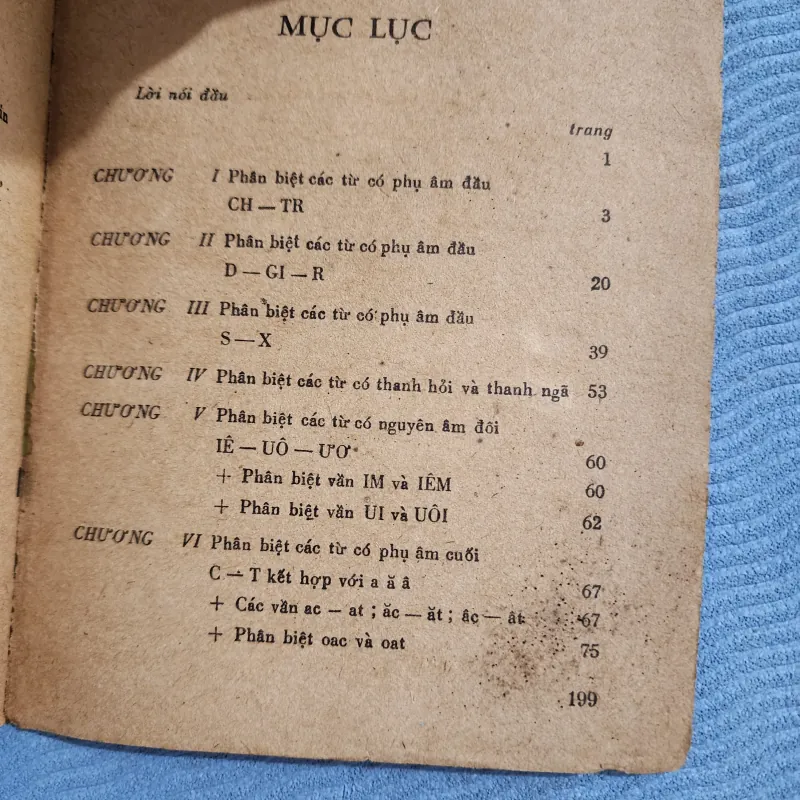 MỤC LỤC
Lời nói đầu
trang
1
CHƯƠNG I Phân biệt các từ có phụ âm đầu
CH — TR 3
CHƯƠNG II Phân biệt các từ có phụ âm đầu
D — GI — R 20
CHƯƠNG III Phân biệt các từ có phụ âm đầu
S — X 39
CHƯƠNG IV Phân biệt các từ có thanh hỏi và thanh ngã 53
CHƯƠNG V Phân biệt các từ có nguyên âm đôi
IÊ — UÔ — ƯƠ 60
+ Phân biệt vần IM và IÊM 60
+ Phân biệt vần UI và UÔI 62
CHƯƠNG VI Phân biệt các từ có phụ âm cuối
C — T kết hợp với a ă â 67
+ Các vần ac — at ; ăc — ăt ; âc — ât 67
+ Phân biệt oac và oat 75
199